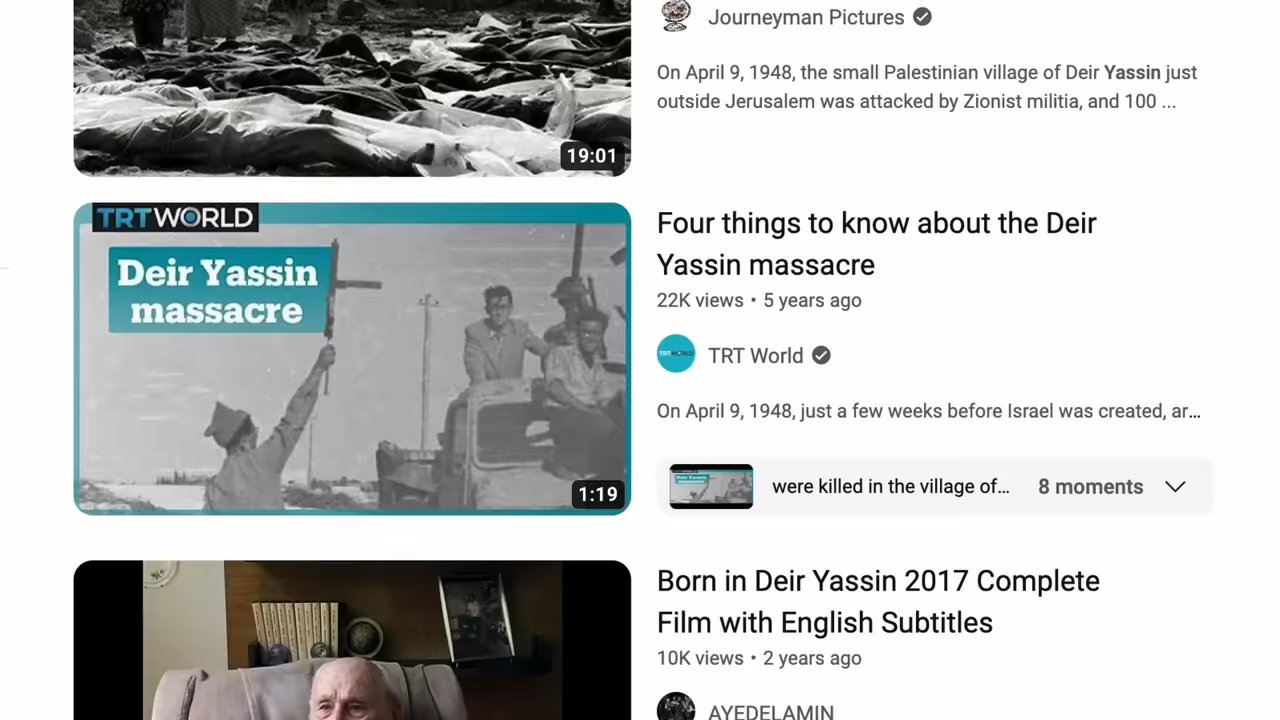 Journeyman Pictures
On April 9, 1948, the small Palestinian village of Deir Yassin just
outside Jerusalem was attacked by Zionist militia, and 100 ...
19:01
TRT WORLD
Deir Yassin
massacre
1:19
Four things to know about the Deir
Yassin massacre
22K views • 5 years ago
TRT World
On April 9, 1948, just a few weeks before Israel was created, ar...
were killed in the village of...
8 moments
Born in Deir Yassin 2017 Complete
Film with English Subtitles
10K views • 2 years ago
AYEDELAMIN